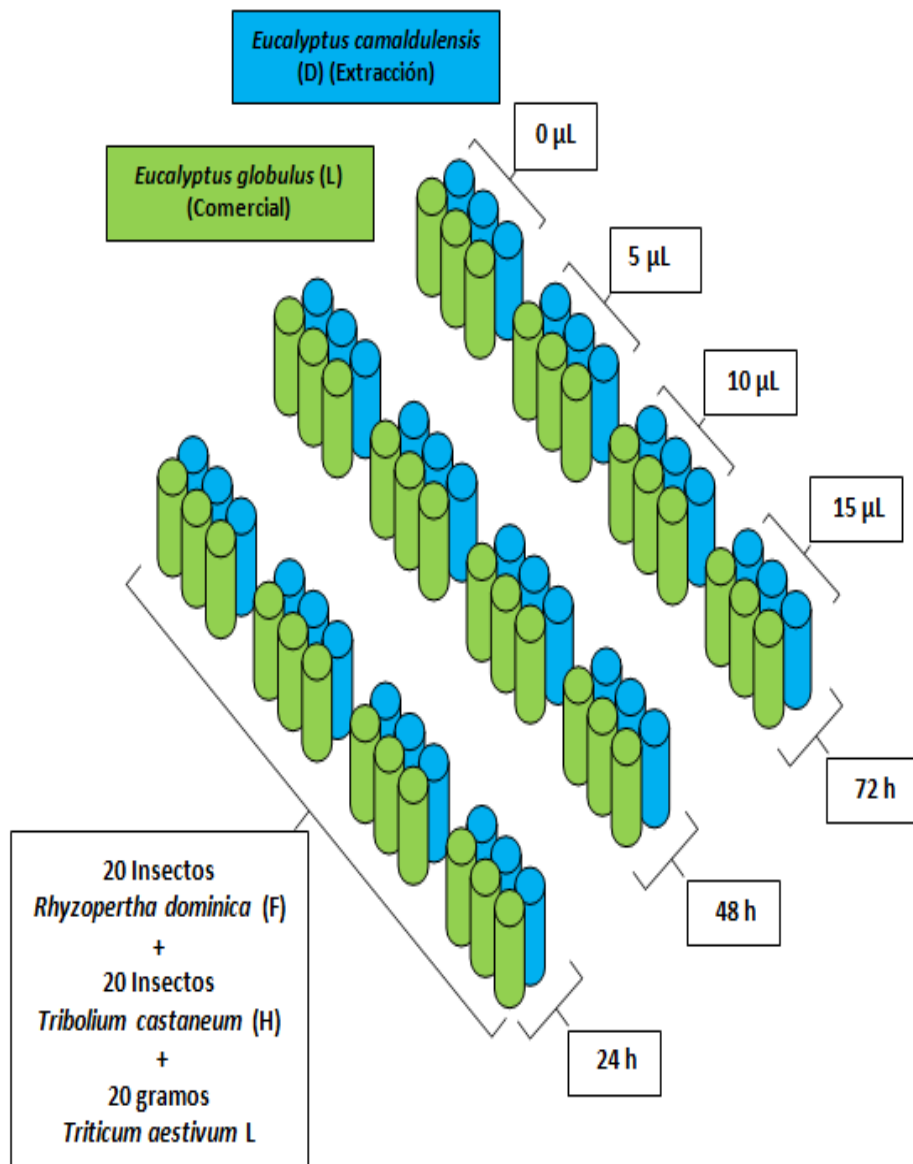 Eucalyptus camaldulensis
(D) (Extracción)
0 µL
Eucalyptus globulus (L)
(Comercial)
5 µL
10 µL
15 µL
72 h
48 h
24 h
20 Insectos
Rhyzopertha dominica (F)
+
20 Insectos
Tribolium castaneum (H)
+
20 gramos
Triticum aestivum L